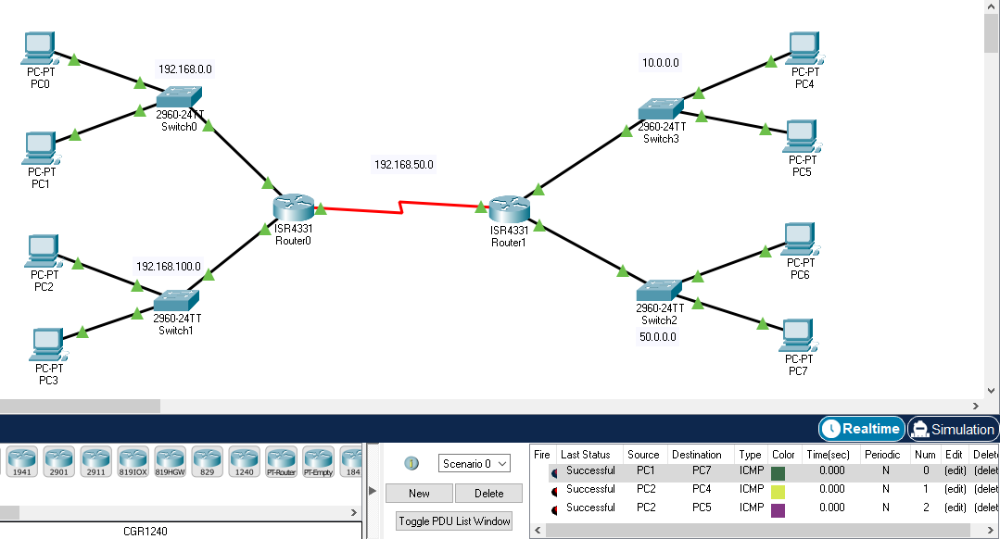 PC-PT
PC0
192.168.0.0
2960-24TT
Switch0
PC-PT
PC1
10.0.0.0
PC-PT
PC4
2960-24TT
Switch3
PC-PT
PC5
192.168.50.0
ISR4331
Router0
ISR4331
Router1
PC-PT
PC2
192.168.100.0
2960-24TT
Switch1
PC-PT
PC3
PC-PT
PC6
2960-24TT
Switch2
50.0.0.0
PC-PT
PC7
Realtime
Simulation
1941 2901 2911 819IOX 819HGW 829 1240 PT-Router PT-Empty 184
CGR1240
Scenario 0
New Delete
Toggle PDU List Window
Fire Last Status Source Destination Type Color Time(sec) Periodic Num Edit Delet
Successful PC1 PC7 ICMP 0.000 N 0 (edit) (delet
Successful PC2 PC4 ICMP 0.000 N 1 (edit) (delet
Successful PC2 PC5 ICMP 0.000 N 2 (edit) (delet